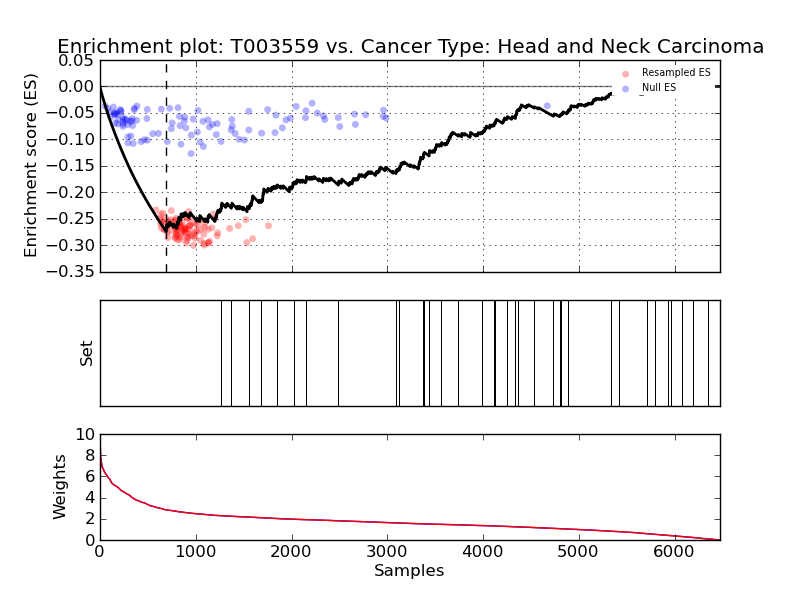 Enrichment plot: T003559 vs. Cancer Type: Head and Neck Carcinoma
Enrichment score (ES)
0.05
0.00
−0.05
−0.10
−0.15
−0.20
−0.25
−0.30
−0.35
Resampled ES
Null ES
Set
Weights
10
8
6
4
2
0
0 1000 2000 3000 4000 5000 6000
Samples